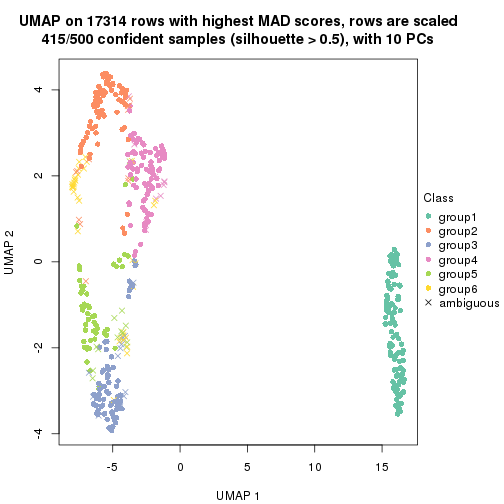 UMAP on 17314 rows with highest MAD scores, rows are scaled
415/500 confident samples (silhouette > 0.5), with 10 PCs
4
2
0
-2
-4
UMAP 2
-5
0
5
10
15
UMAP 1
Class
group1
group2
group3
group4
group5
group6
ambiguous